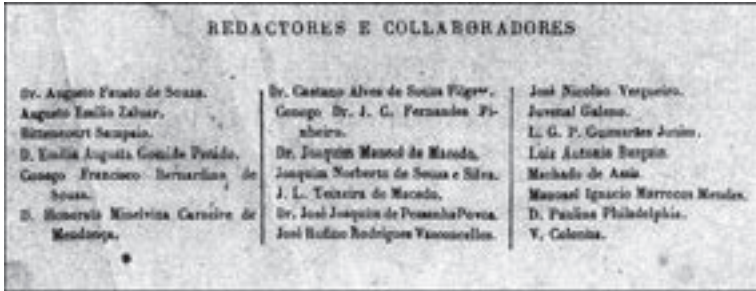 REDACTORES E COLLABORADORES
Dr. Augusto Fausto de Souza.
Augusto Emilio Zaluar.
Bittencourt Sampaio.
D. Emilia Augusta Gomide Penido.
Conego Francisco Bernardino de
Souza.
D. Honorata Minelvina Carneiro de
Mendonça.
Dr. Caetano Alves de Souza
Conego Dr. J. C. Fernandes Pi-
nheiro.
Dr. Joaquim Manoel de Macedo.
Joaquim Norberto de Souza e Silva.
J. L. Teixeira de Macedo.
Dr. José Joaquim de Pessanha Povoa.
José Rufino Rodrigues Vasconcellos.
José Nicolao Vergueiro.
Juvenal Galeno.
L. G. P. Guimarães Junior.
Luiz Antonio Burgain.
Machado de Assis.
Manoel Ignacio Marrocos Mendes.
D. Paulina Philadelphia.
V. Colonna.